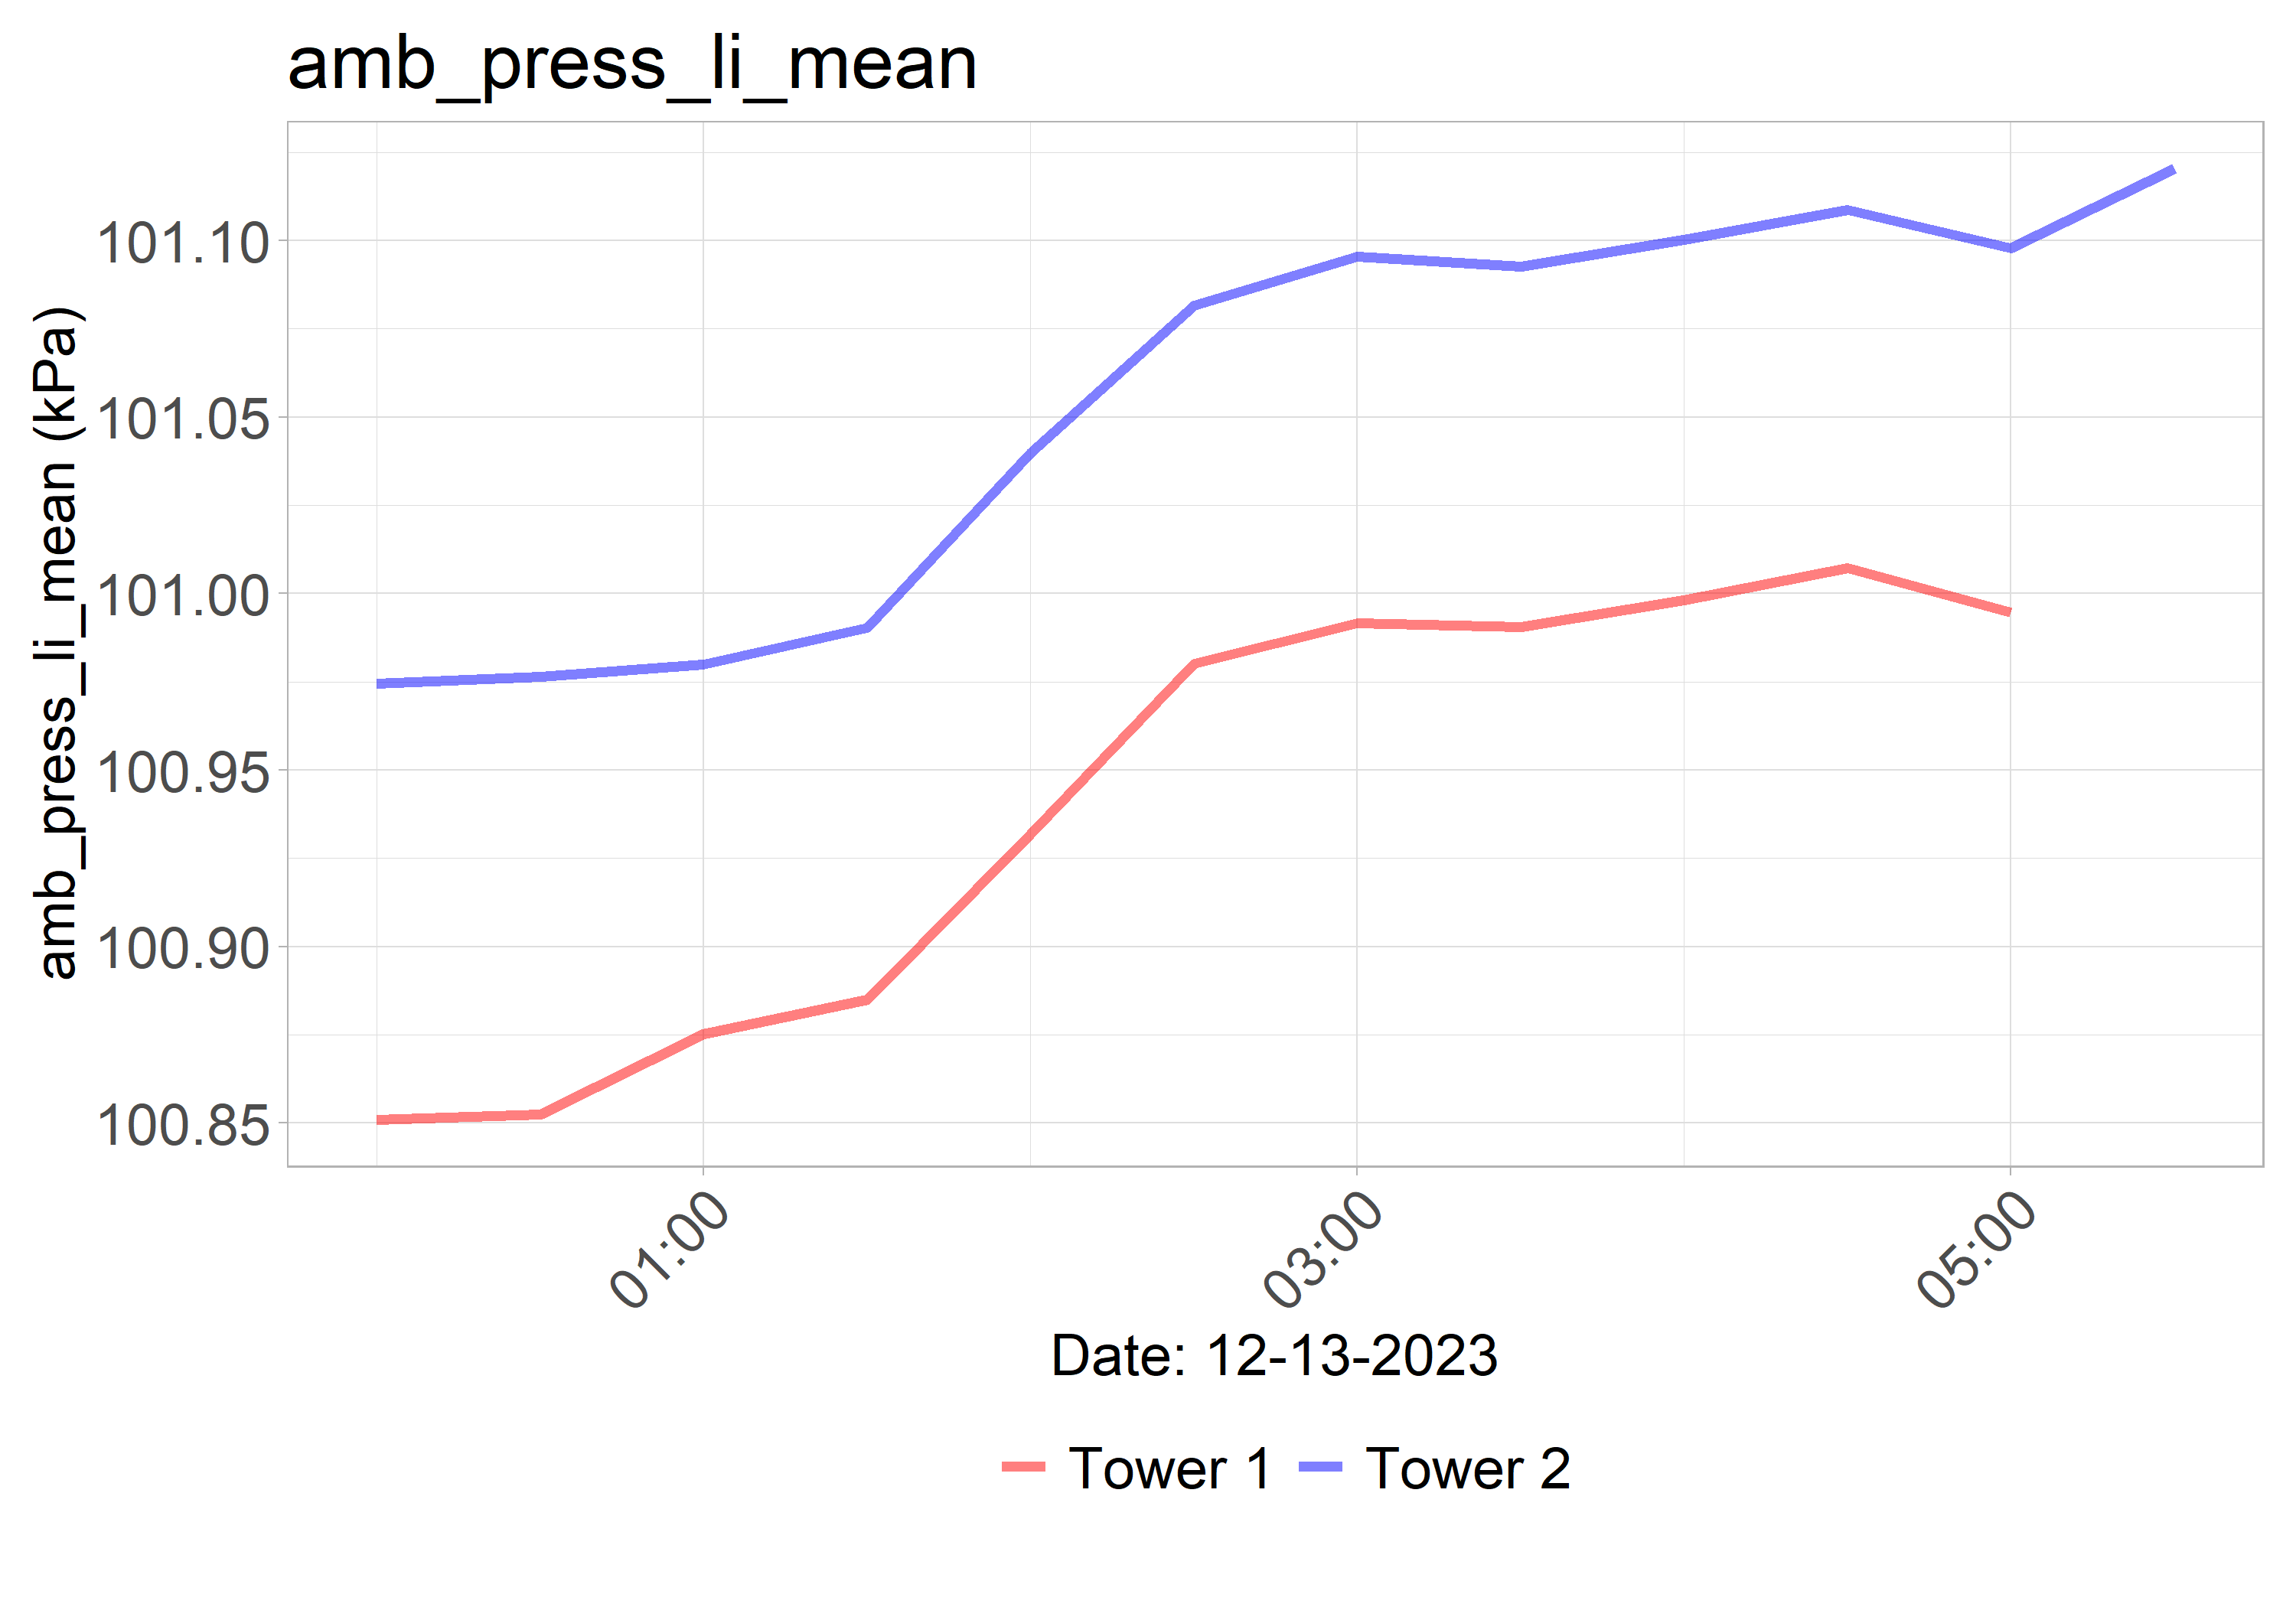 amb_press_li_mean
amb_press_li_mean (kPa)
101.10
101.05
101.00
100.95
100.90
100.85
01:00
03:00
05:00
Date: 12-13-2023
Tower 1
Tower 2